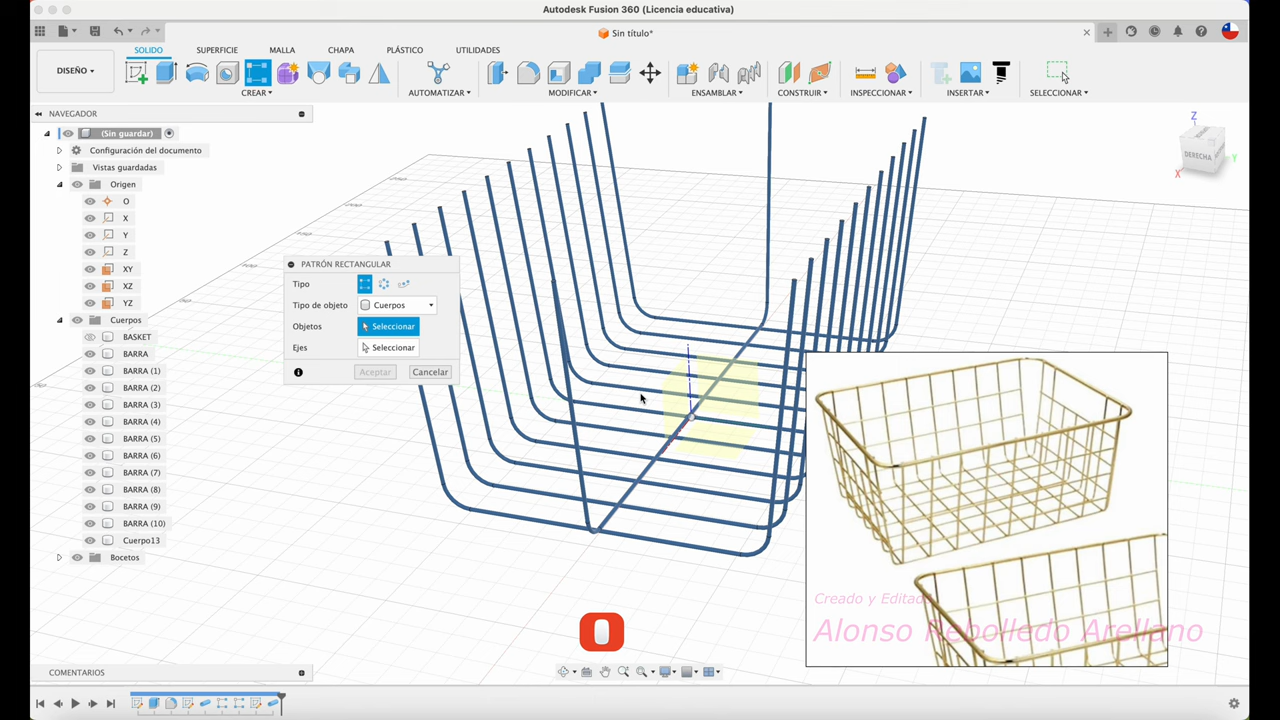 Autodesk Fusion 360 (Licencia educativa)
Sin título*
DISEÑO
SOLIDO
SUPERFICIE
MALLA
CHAPA
PLÁSTICO
UTILIDADES
CREAR
AUTOMATIZAR
MODIFICAR
ENSAMBLAR
CONSTRUIR
INSPECCIONAR
INSERTAR
SELECCIONAR
NAVEGADOR
(Sin guardar)
Configuración del documento
Vistas guardadas
Origen
O
X
Y
Z
XY
XZ
YZ
Cuerpos
BASKET
BARRA
BARRA (1)
BARRA (2)
BARRA (3)
BARRA (4)
BARRA (5)
BARRA (6)
BARRA (7)
BARRA (8)
BARRA (9)
BARRA (10)
Cuerpo13
Bocetos
PATRÓN RECTANGULAR
Tipo
Tipo de objeto Cuerpos
Objetos Seleccionar
Ejes Seleccionar
Aceptar Cancelar
Z
DERECHA
Y
X
Creado y Editad
Alonso Rebolledo Arellano
COMENTARIOS